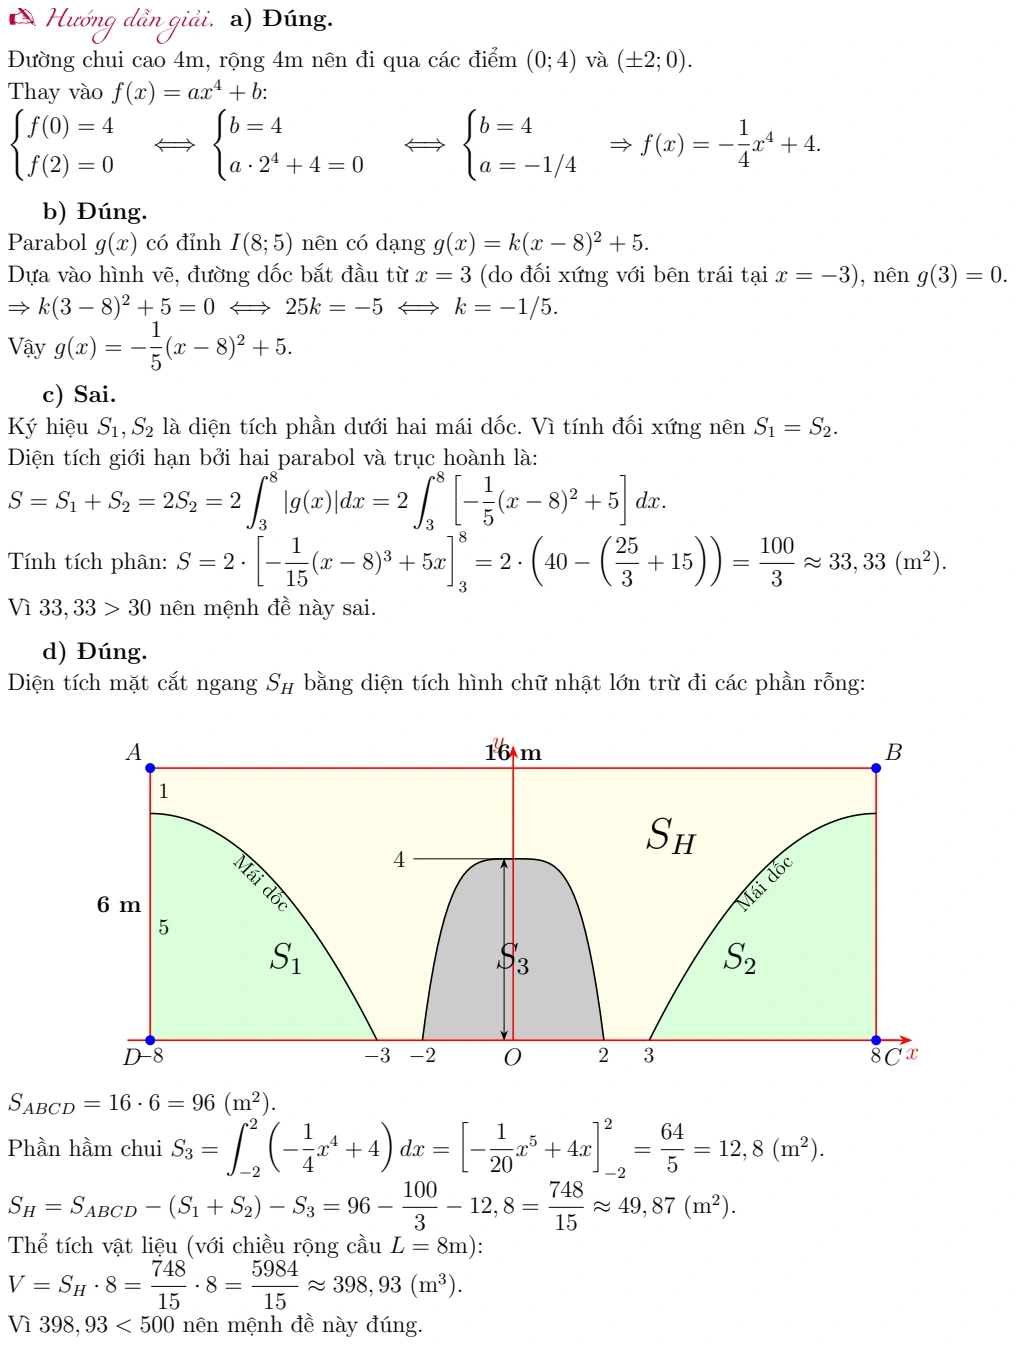 Hướng dẫn giải. a) Đúng.
Đường chui cao 4m, rộng 4m nên đi qua các điểm (0; 4) và (±2; 0).
Thay vào f(x) = ax⁴ + b:
{ f(0) = 4 ; f(2) = 0 ⟺ { b = 4 ; a · 2⁴ + 4 = 0 ⟺ { b = 4 ; a = −1/4 ⇒ f(x) = −1/4 x⁴ + 4.
b) Đúng.
Parabol g(x) có đỉnh I(8; 5) nên có dạng g(x) = k(x − 8)² + 5.
Dựa vào hình vẽ, đường dốc bắt đầu từ x = 3 (do đối xứng với bên trái tại x = −3), nên g(3) = 0.
⇒ k(3 − 8)² + 5 = 0 ⟺ 25k = −5 ⟺ k = −1/5.
Vậy g(x) = −1/5 (x − 8)² + 5.
c) Sai.
Ký hiệu S₁, S₂ là diện tích phần dưới hai mái dốc. Vì tính đối xứng nên S₁ = S₂.
Diện tích giới hạn bởi hai parabol và trục hoành là:
S = S₁ + S₂ = 2S₂ = 2 ∫₃⁸ |g(x)|dx = 2 ∫₃⁸ [−1/5 (x − 8)² + 5] dx.
Tính tích phân: S = 2 · [−1/15 (x − 8)³ + 5x]₃⁸ = 2 · (40 − (25/3 + 15)) = 100/3 ≈ 33, 33 (m²).
Vì 33, 33 > 30 nên mệnh đề này sai.
d) Đúng.
Diện tích mặt cắt ngang S_H bằng diện tích hình chữ nhật lớn trừ đi các phần rỗng:
y
A 16 m B
1
S_H
4
Mái dốc Mái dốc
6 m
5
S₁ S₃ S₂
D −8 −3 −2 O 2 3 8 C x
S_ABCD = 16 · 6 = 96 (m²).
Phần hầm chui S₃ = ∫₋₂² (−1/4 x⁴ + 4) dx = [−1/20 x⁵ + 4x]₋₂² = 64/5 = 12, 8 (m²).
S_H = S_ABCD − (S₁ + S₂) − S₃ = 96 − 100/3 − 12, 8 = 748/15 ≈ 49, 87 (m²).
Thể tích vật liệu (với chiều rộng cầu L = 8m):
V = S_H · 8 = 748/15 · 8 = 5984/15 ≈ 398, 93 (m³).
Vì 398, 93 < 500 nên mệnh đề này đúng.